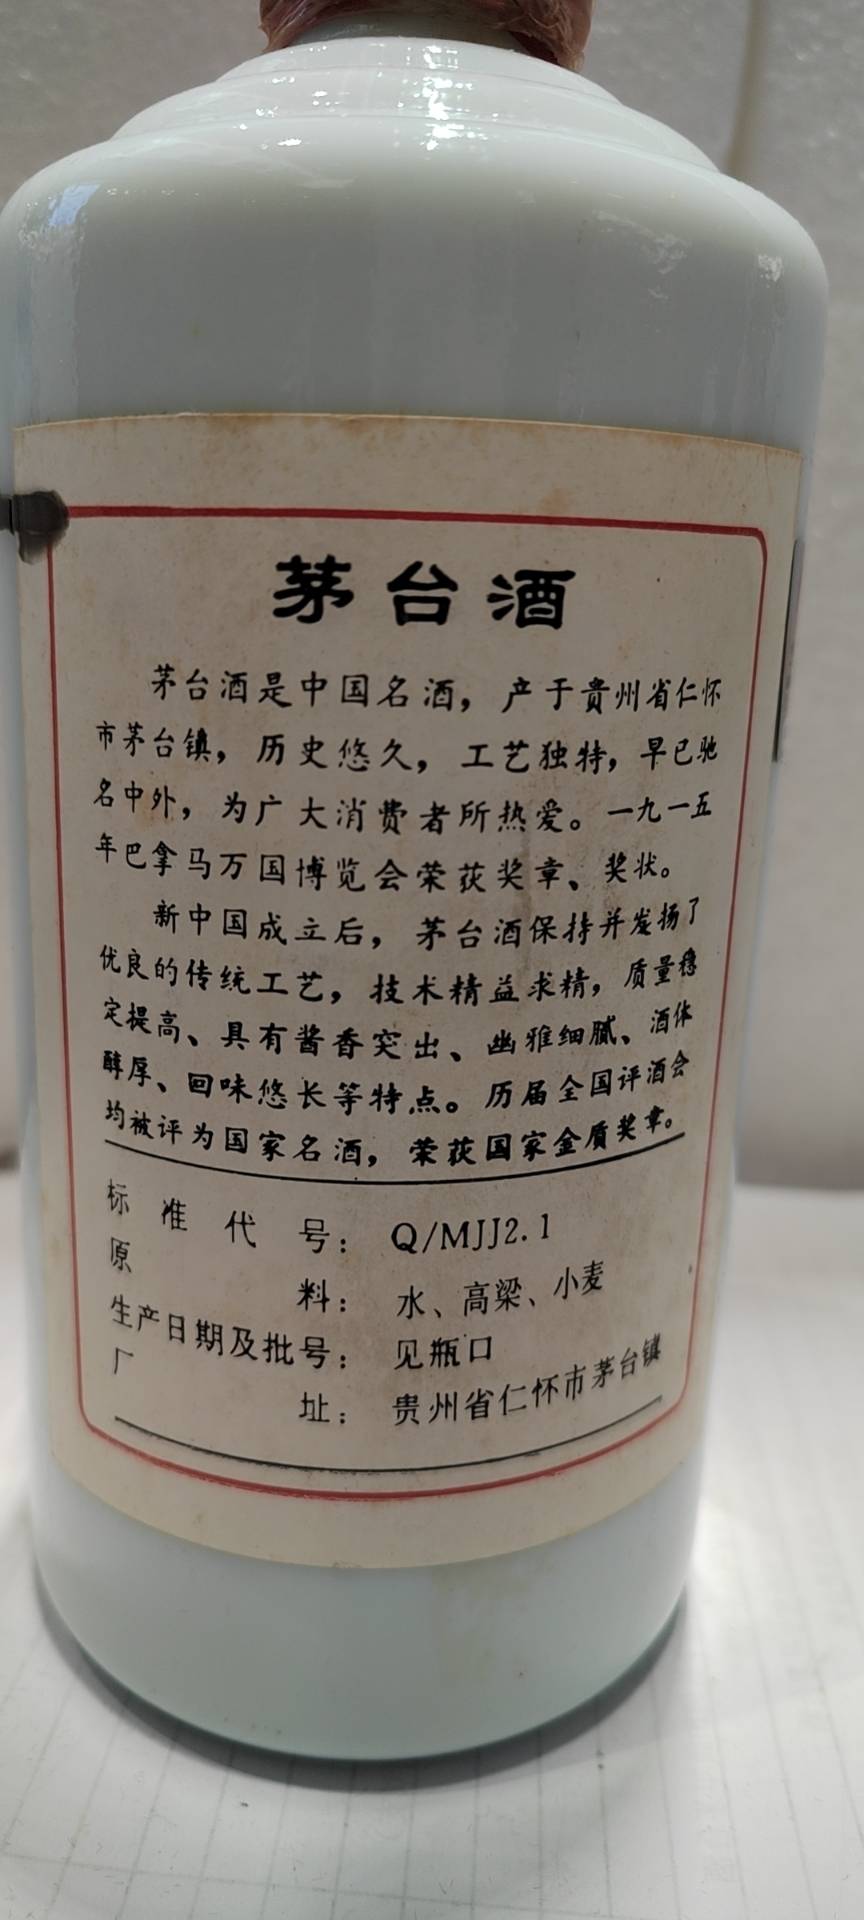 茅台酒
茅台酒是中国名酒，产于贵州省仁怀
市茅台镇，历史悠久，工艺独特，早已驰
名中外，为广大消费者所热爱。一九一五
年巴拿马万国博览会荣获奖章、奖状。
新中国成立后，茅台酒保持并发扬了
优良的传统工艺，技术精益求精，质量稳
定提高、具有酱香突出、幽雅细腻、酒体
醇厚、回味悠长等特点。历届全国评酒会
均被评为国家名酒，荣获国家金质奖章。
标准代号：Q/MJJ2.1
原料：水、高梁、小麦
生产日期及批号：见瓶口
厂址：贵州省仁怀市茅台镇